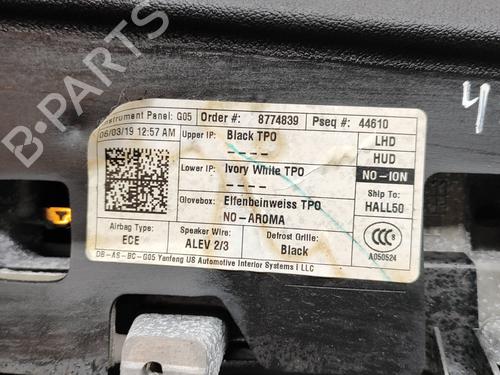 B-PARTS
Instrument Panel: G05 Order #: 8774839 Pseq #: 44610
06/03/19 12:57 AM
Upper IP: Black TPO
----
LHD
HUD
NO-ION
Lower IP: Ivory White TPO
----
Glovebox: Elfenbeinweiss TPO
NO-AROMA
Ship To:
HALL50
Airbag Type:
ECE
Speaker Wire:
ALEV 2/3
Defrost Grille:
Black
CCC S
A050524
DB-AS-BC-G05 Yanfeng US Automotive Interior Systems i LLC
4